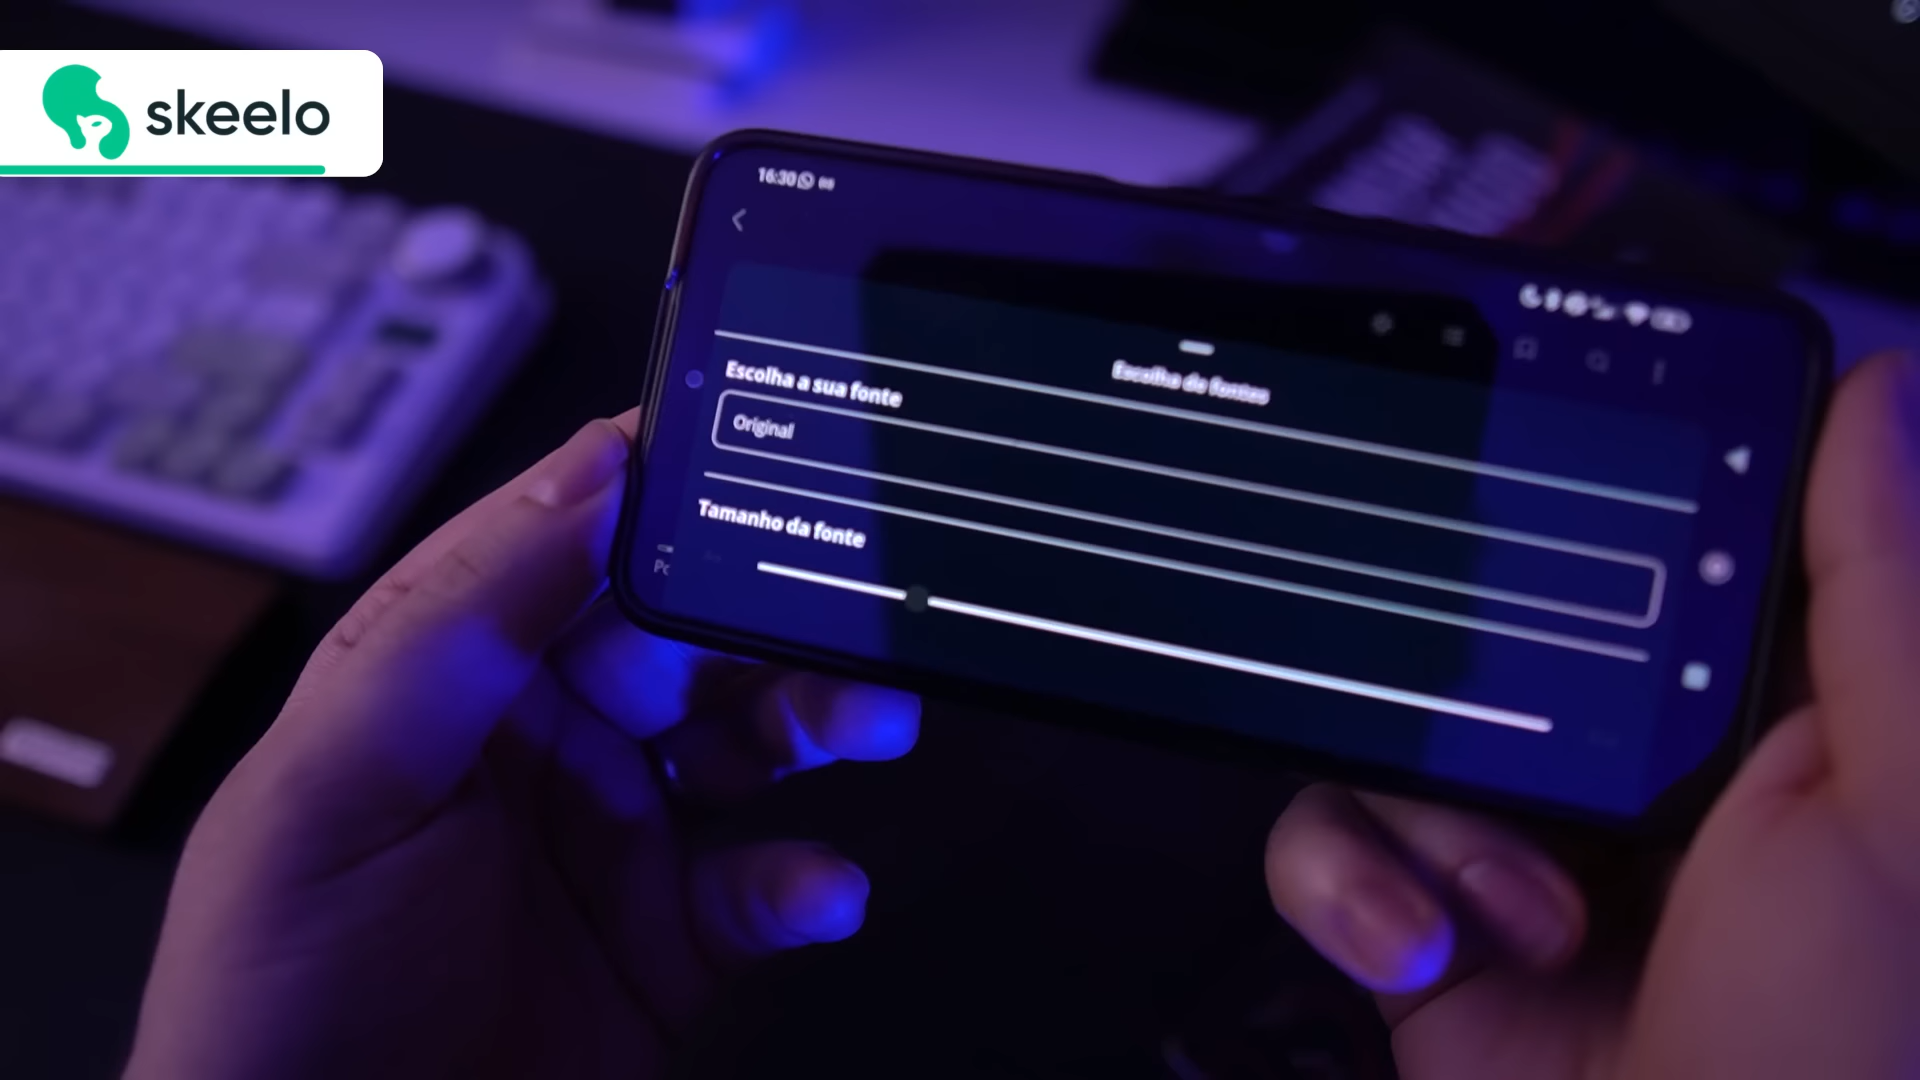 skeelo
16:30
Escolha de fontes
Escolha a sua fonte
Original
Tamanho da fonte